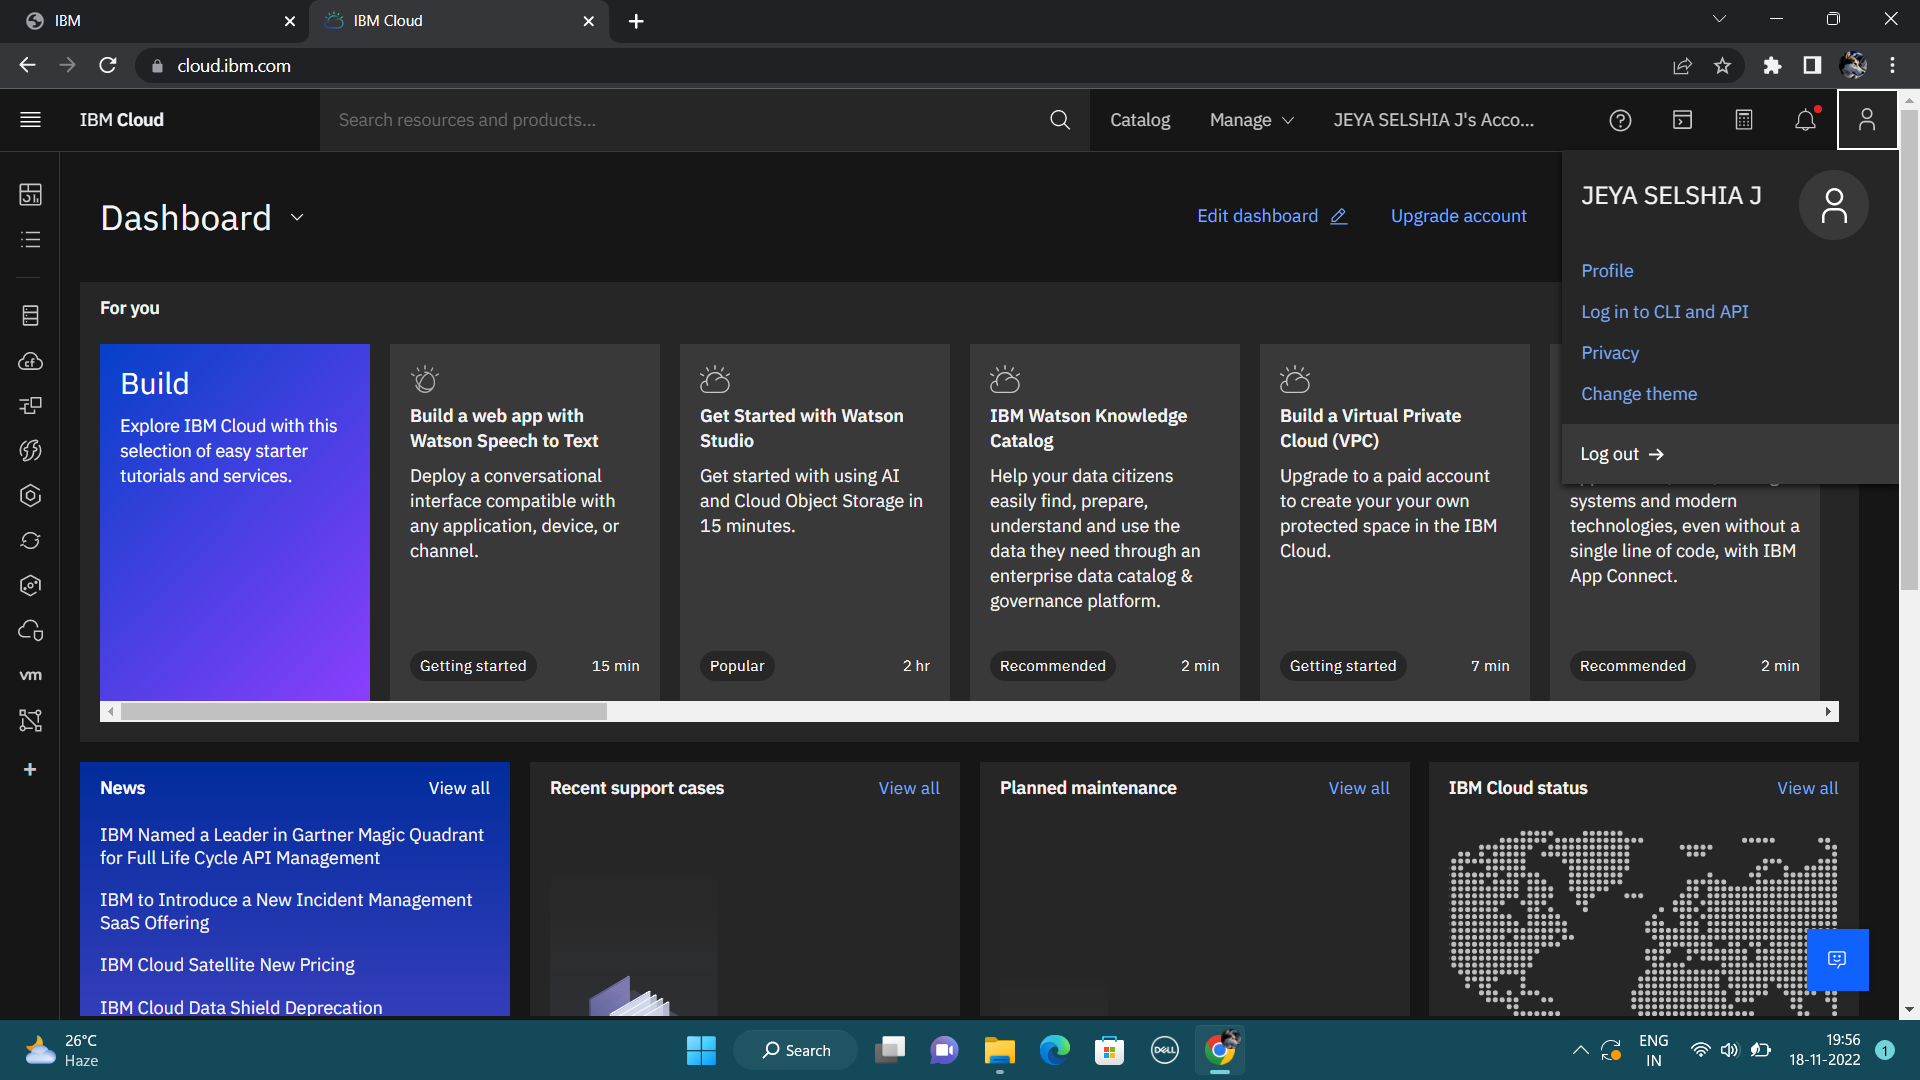 IBM
IBM Cloud
cloud.ibm.com
IBM Cloud
Search resources and products...
Catalog
Manage
JEYA SELSHIA J's Acco...
Dashboard
Edit dashboard
Upgrade account
JEYA SELSHIA J
Profile
Log in to CLI and API
Privacy
Change theme
Log out
For you
Build
Explore IBM Cloud with this
selection of easy starter
tutorials and services.
Build a web app with
Watson Speech to Text
Deploy a conversational
interface compatible with
any application, device, or
channel.
Getting started
15 min
Get Started with Watson
Studio
Get started with using AI
and Cloud Object Storage in
15 minutes.
Popular
2 hr
IBM Watson Knowledge
Catalog
Help your data citizens
easily find, prepare,
understand and use the
data they need through an
enterprise data catalog &
governance platform.
Recommended
2 min
Build a Virtual Private
Cloud (VPC)
Upgrade to a paid account
to create your your own
protected space in the IBM
Cloud.
Getting started
7 min
systems and modern
technologies, even without a
single line of code, with IBM
App Connect.
Recommended
2 min
cf
vm
News
View all
IBM Named a Leader in Gartner Magic Quadrant
for Full Life Cycle API Management
IBM to Introduce a New Incident Management
SaaS Offering
IBM Cloud Satellite New Pricing
IBM Cloud Data Shield Deprecation
Recent support cases
View all
Planned maintenance
View all
IBM Cloud status
View all
26°C
Haze
Search
DELL
ENG
IN
19:56
18-11-2022
1